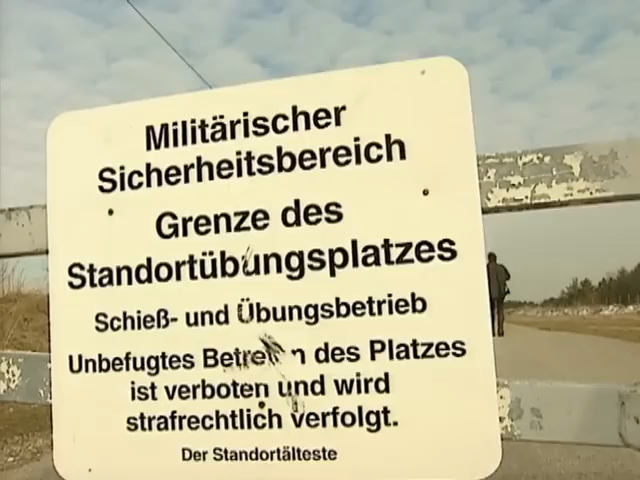 Militärischer
Sicherheitsbereich
Grenze des
Standortübungsplatzes
Schieß- und Übungsbetrieb
Unbefugtes Betreten des Platzes
ist verboten und wird
strafrechtlich verfolgt.
Der Standortälteste